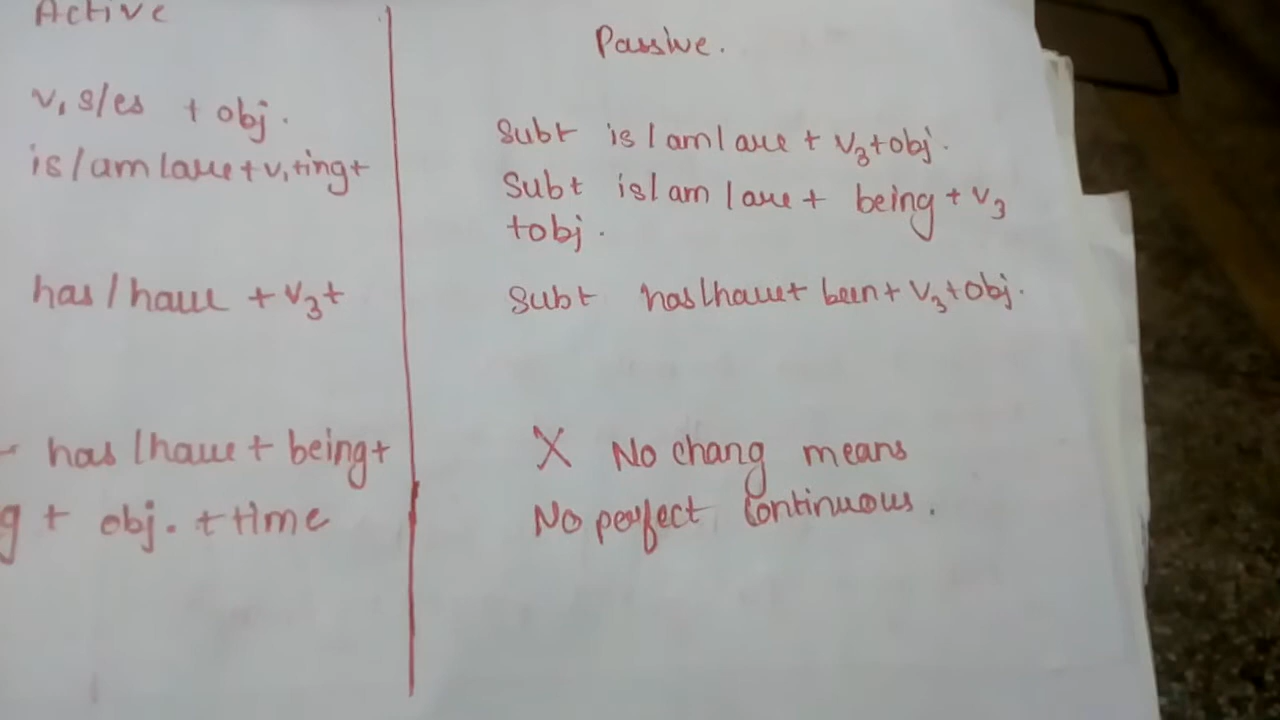 Active
v1 s/es + obj.
is/am/are + v1 + ing +
has/have + v3 +
has/have + being +
g + obj. + time
Passive.
Sub + is/am/are + v3 + obj.
Sub + is/am/are + being + v3
+ obj.
Sub + has/have + been + v3 + obj.
X No chang means
No perfect Continuous.